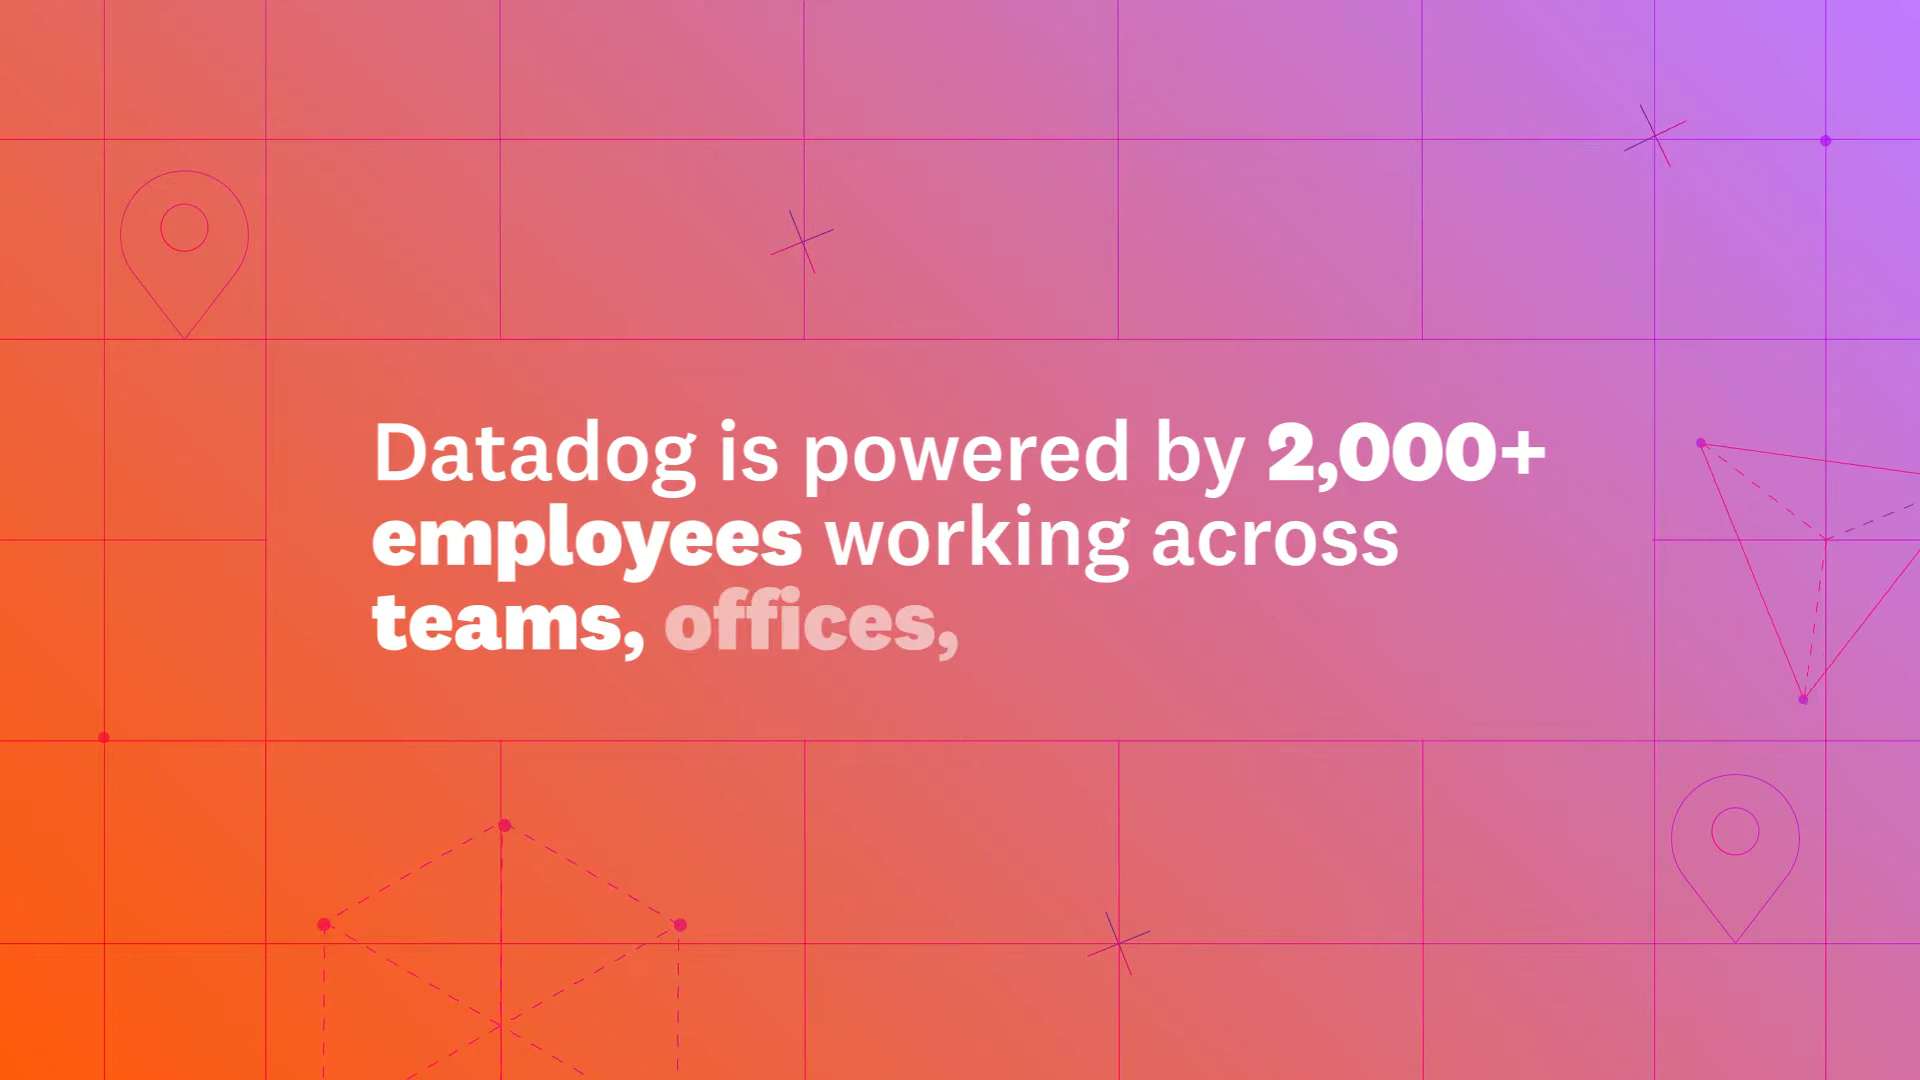 Datadog is powered by 2,000+
employees working across
teams, offices,